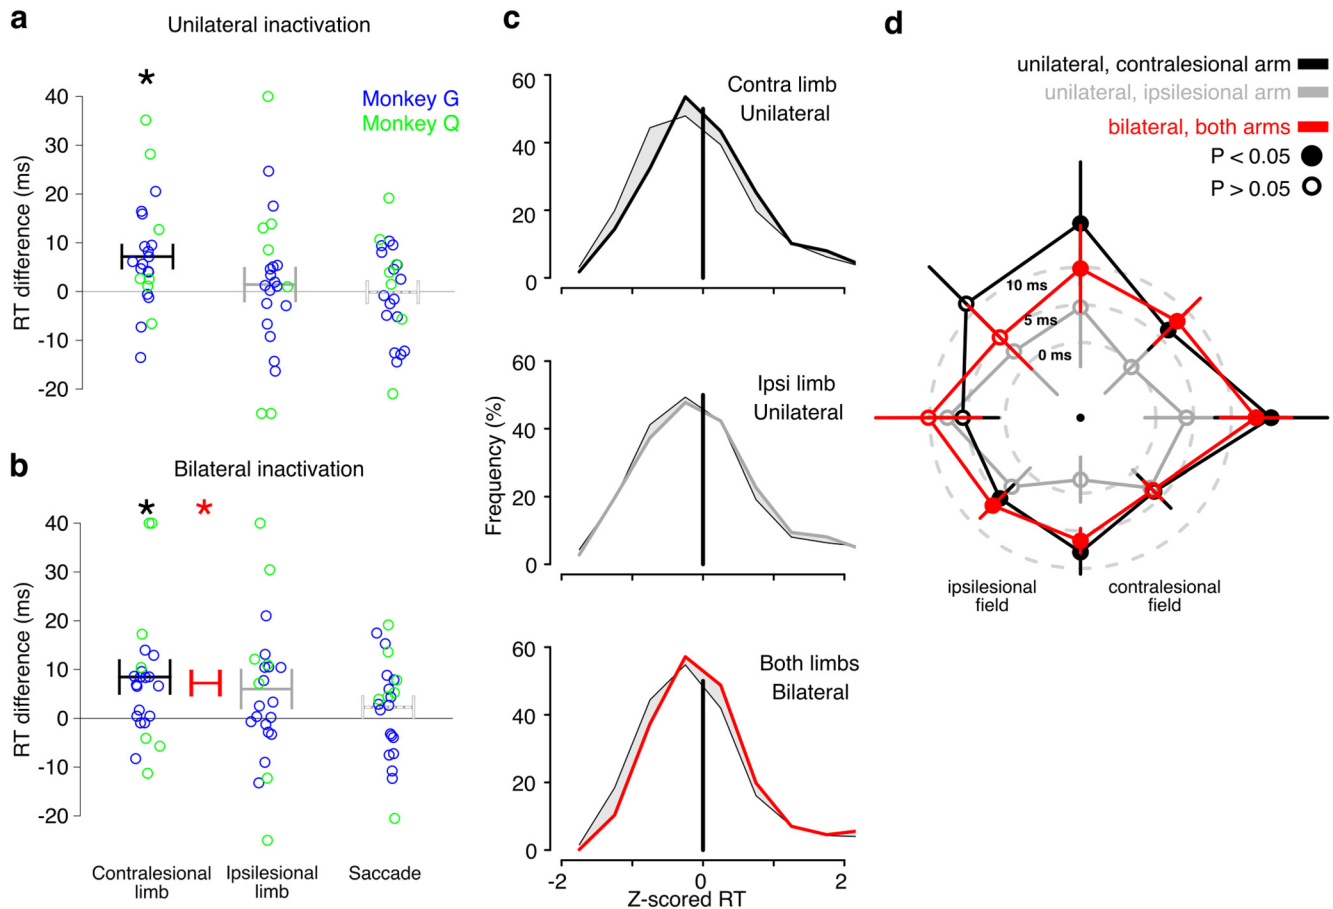 a
Unilateral inactivation
*
Monkey G
Monkey Q
RT difference (ms)
40
30
20
10
0
-10
-20
b
Bilateral inactivation
* *
RT difference (ms)
40
30
20
10
0
-10
-20
Contralesional
limb
Ipsilesional
limb
Saccade
c
Contra limb
Unilateral
60
40
20
0
Ipsi limb
Unilateral
60
40
20
0
Frequency (%)
Both limbs
Bilateral
60
40
20
0
-2 0 2
Z-scored RT
d
unilateral, contralesional arm
unilateral, ipsilesional arm
bilateral, both arms
P < 0.05
P > 0.05
10 ms
5 ms
0 ms
ipsilesional
field
contralesional
field